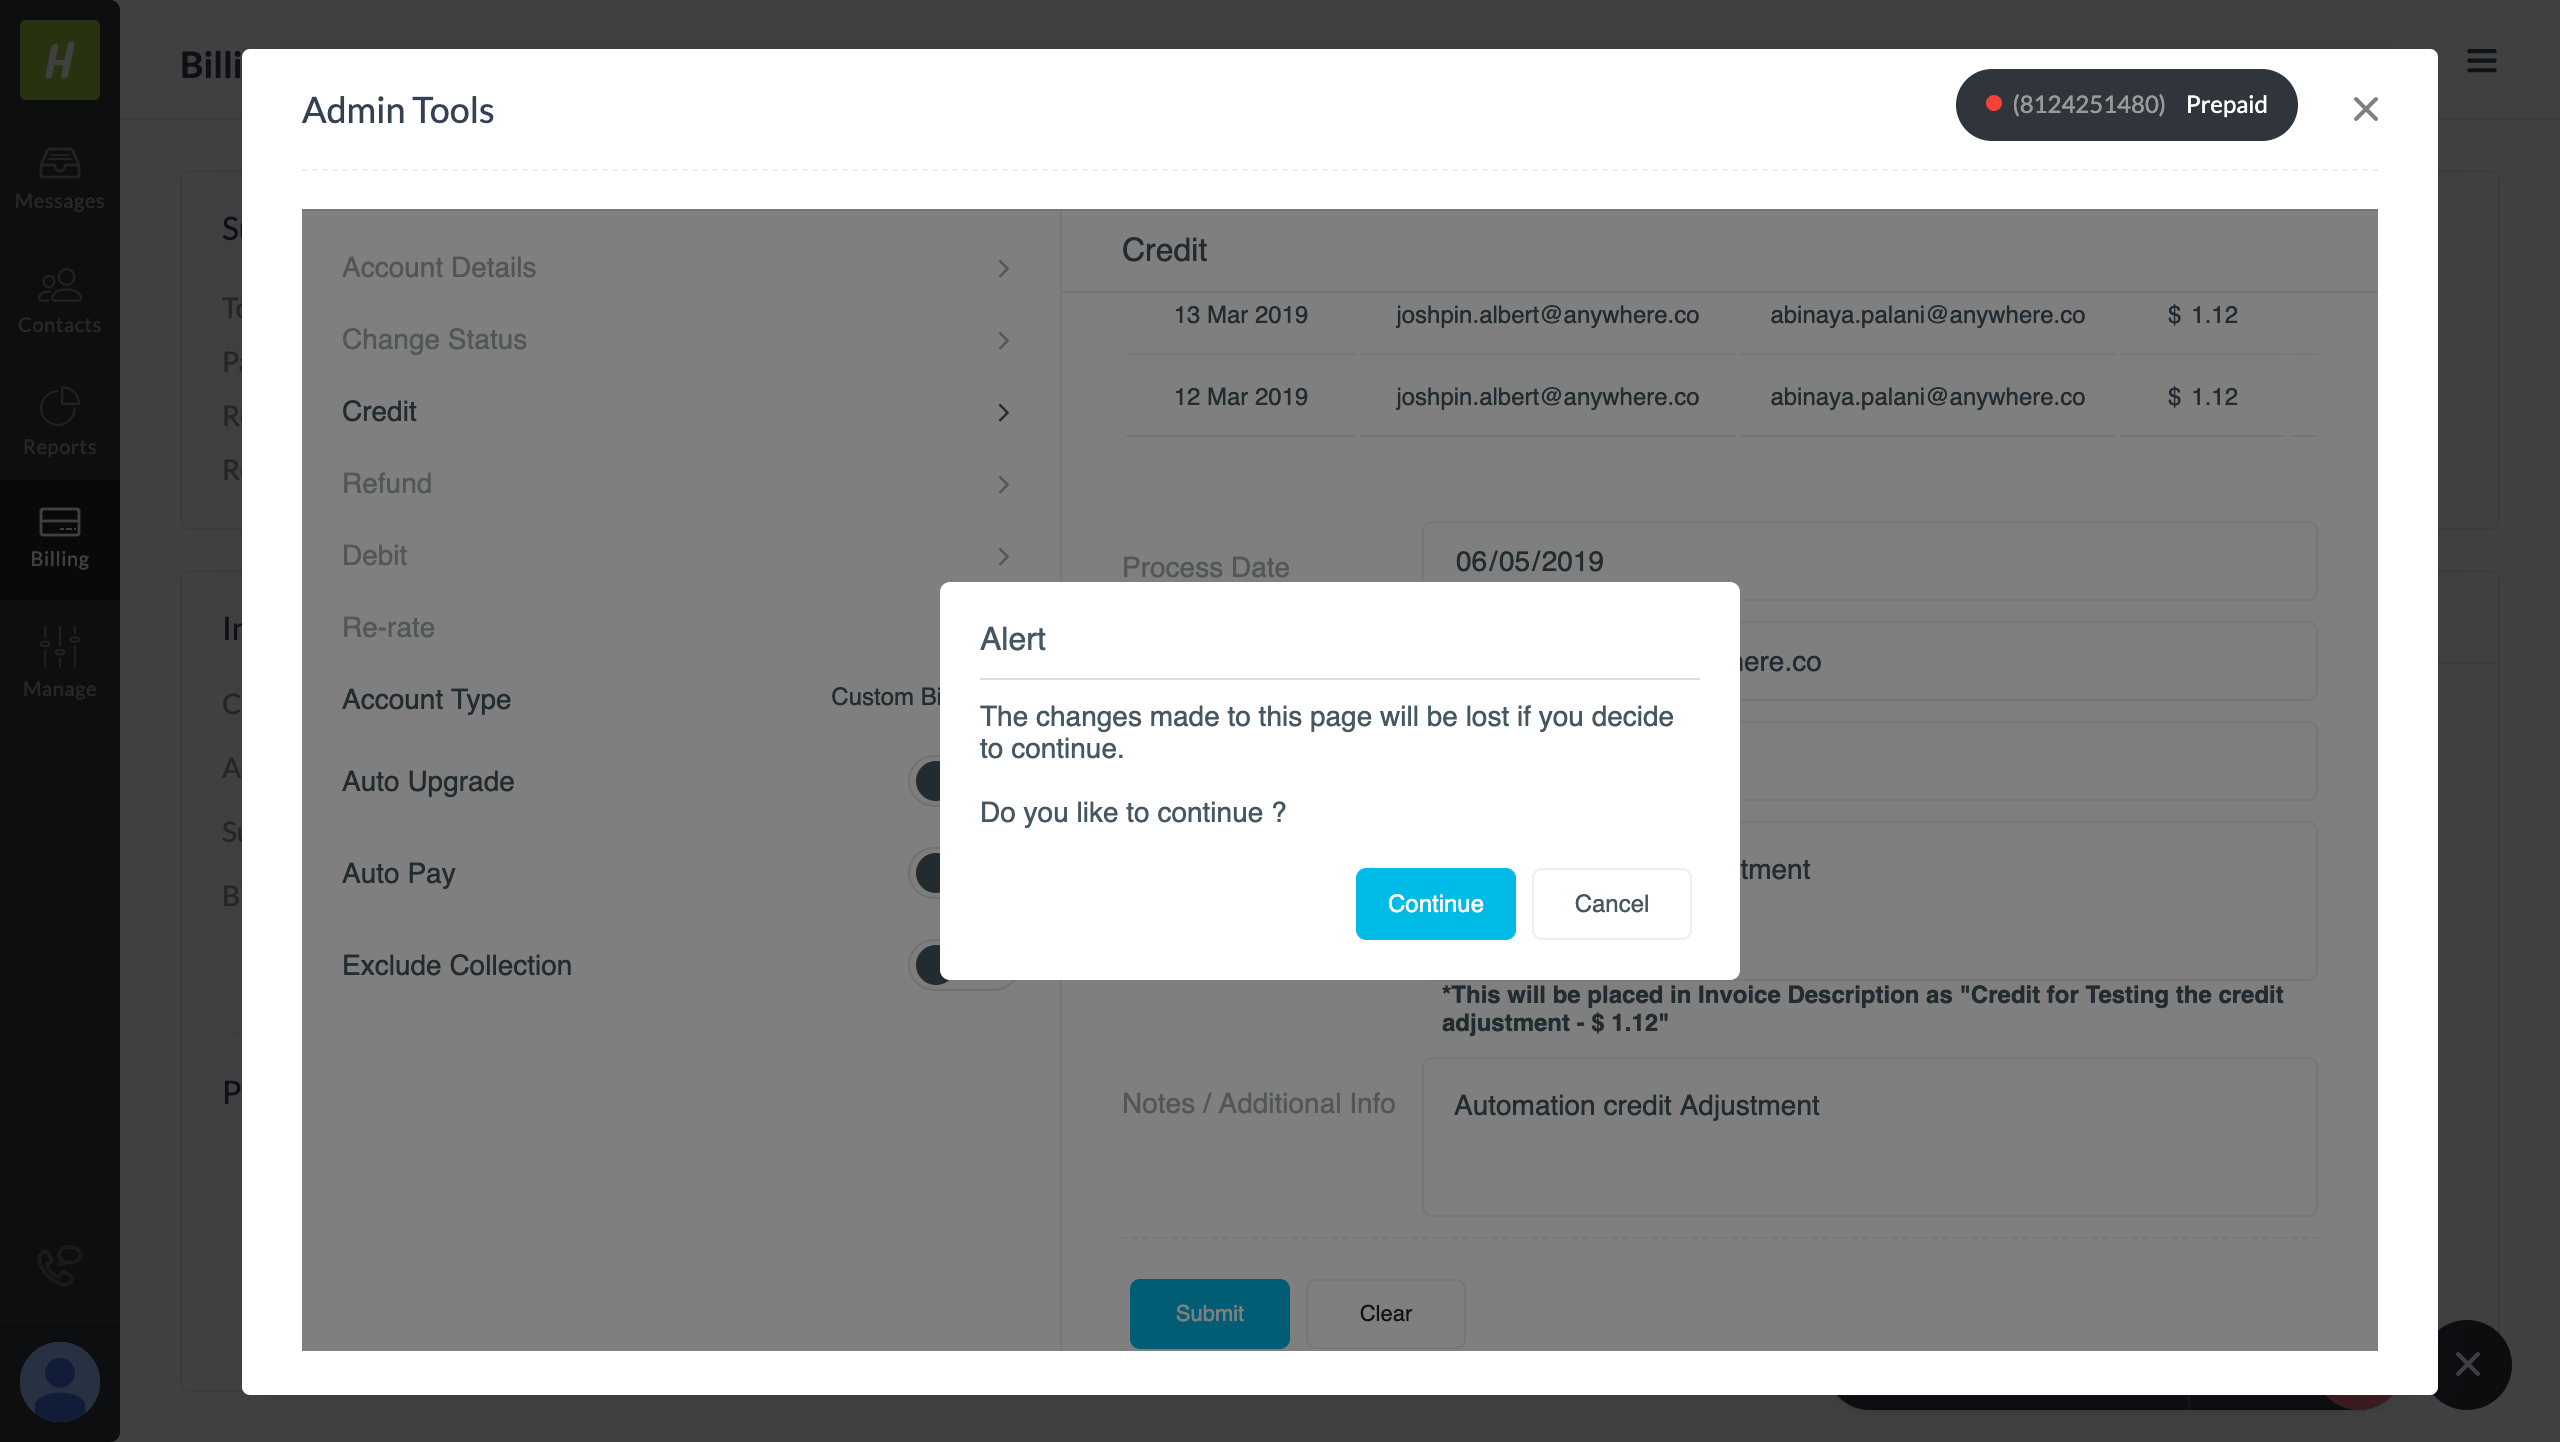 H
Messages
Contacts
Reports
Billing
Manage
Billi
Admin Tools
(8124251480) Prepaid
Account Details
Change Status
Credit
Refund
Debit
Re-rate
Account Type
Custom Bi
Auto Upgrade
Auto Pay
Exclude Collection
Credit
13 Mar 2019 joshpin.albert@anywhere.co abinaya.palani@anywhere.co $ 1.12
12 Mar 2019 joshpin.albert@anywhere.co abinaya.palani@anywhere.co $ 1.12
Process Date 06/05/2019
ere.co
tment
*This will be placed in Invoice Description as "Credit for Testing the credit
adjustment - $ 1.12"
Notes / Additional Info Automation credit Adjustment
Submit Clear
Alert
The changes made to this page will be lost if you decide
to continue.
Do you like to continue ?
Continue Cancel